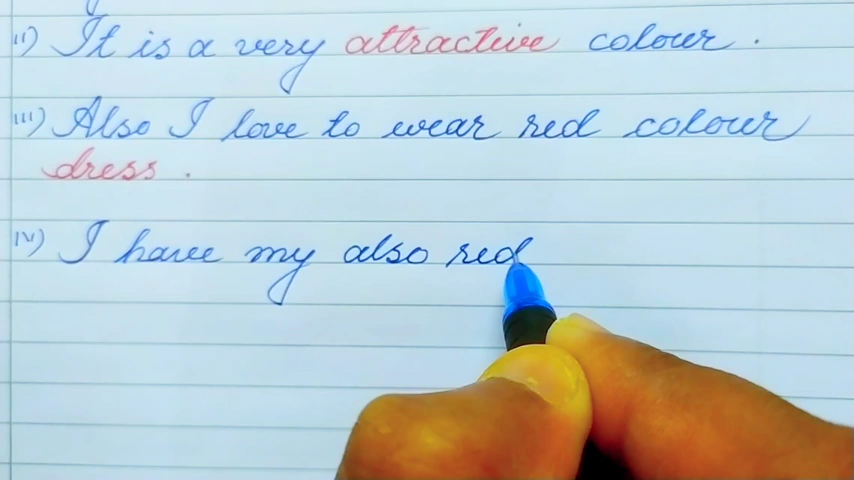 ii) It is a very attractive colour .
iii) Also I love to wear red colour
dress .
iv) I have my also red